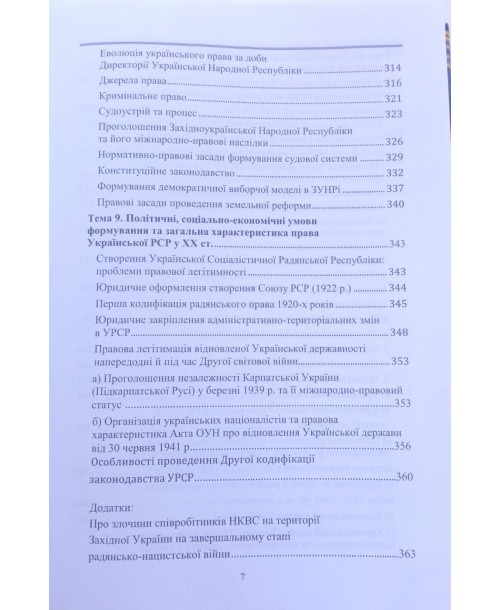 Еволюція українського права за доби
Директорії Української Народної Республіки ........ 314
Джерела права ........ 316
Кримінальне право ........ 321
Судоустрій та процес ........ 323
Проголошення Західноукраїнської Народної Республіки
та його міжнародно-правові наслідки ........ 326
Нормативно-правові засади формування судової системи ........ 329
Конституційне законодавство ........ 332
Формування демократичної виборчої моделі в ЗУНРі ........ 337
Правові засади проведення земельної реформи ........ 340
Тема 9. Політичні, соціально-економічні умови
формування та загальна характеристика права
Української РСР у ХХ ст. ........ 343
Створення Української Соціалістичної Радянської Республіки:
проблеми правової легітимності ........ 343
Юридичне оформлення створення Союзу РСР (1922 р.) ........ 344
Перша кодифікація радянського права 1920-х років ........ 345
Юридичне закріплення адміністративно-територіальних змін
в УРСР ........ 348
Правова легітимація відновленої Української державності
напередодні й під час Другої світової війни ........ 353
а) Проголошення незалежності Карпатської України
(Підкарпатської Русі) у березні 1939 р. та її міжнародно-правовий
статус ........ 353
б) Організація українських націоналістів та правова
характеристика Акта ОУН про відновлення Української держави
від 30 червня 1941 р ........ 356
Особливості проведення Другої кодифікації
законодавства УРСР ........ 360
Додатки:
Про злочини співробітників НКВС на території
Західної України на завершальному етапі
радянсько-нацистської війни ........ 363
7